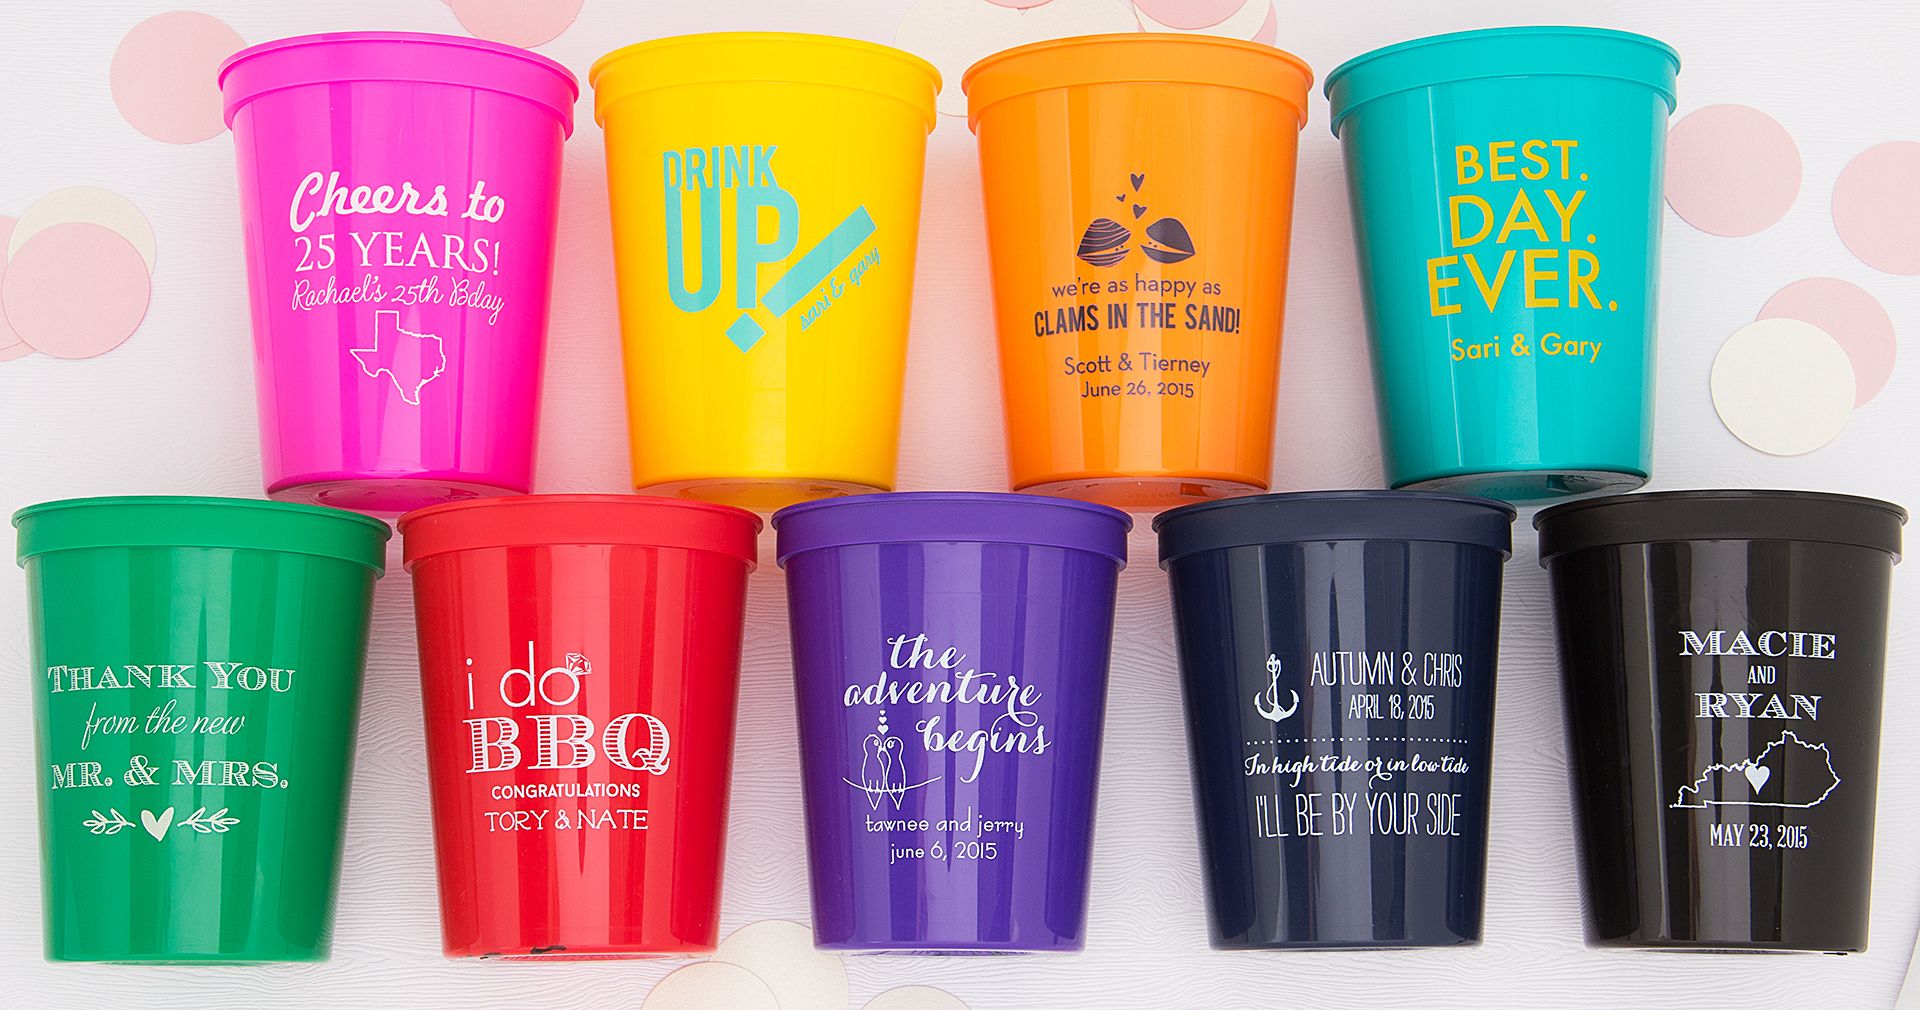 Cheers to
25 YEARS!
Rachael's 25th Bday
DRINK
UP!
sari & gary
we're as happy as
CLAMS IN THE SAND!
Scott & Tierney
June 26, 2015
BEST.
DAY.
EVER.
Sari & Gary
THANK YOU
from the new
MR. & MRS.
i do
BBQ
CONGRATULATIONS
TORY & NATE
the
adventure
begins
tawnee and jerry
june 6, 2015
AUTUMN & CHRIS
APRIL 18, 2015
In high tide or in low tide
I'LL BE BY YOUR SIDE
MACIE
AND
RYAN
MAY 23, 2015